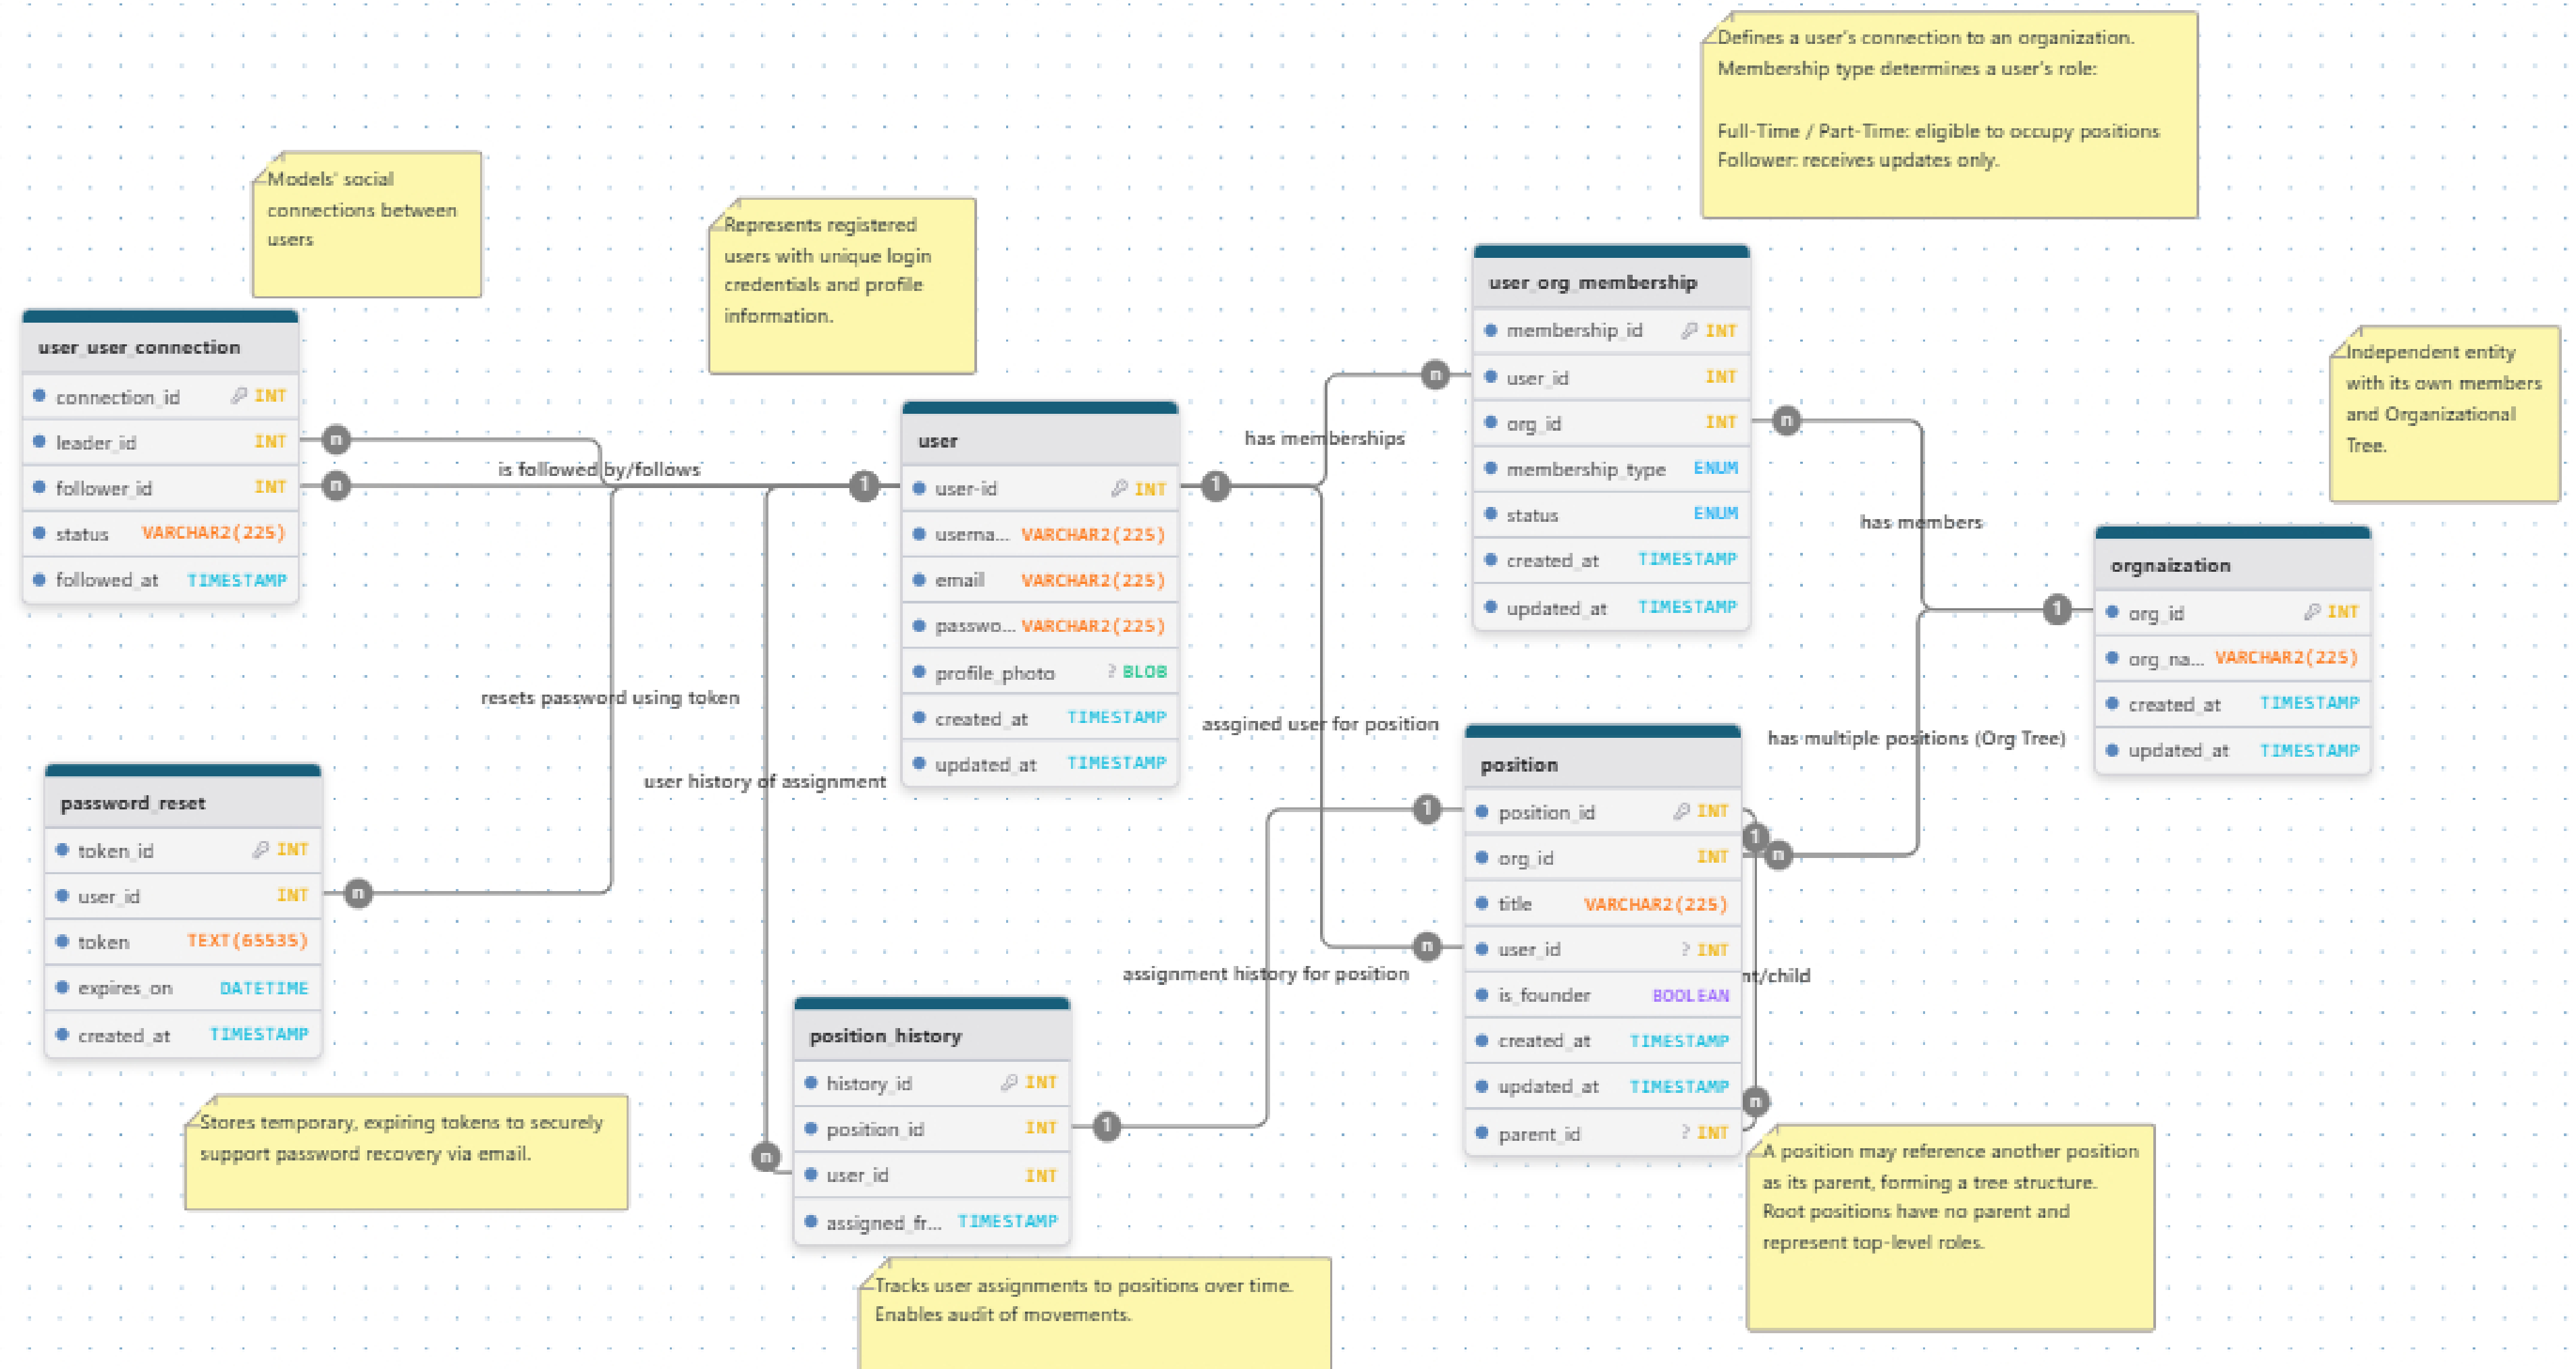 Defines a user's connection to an organization.
Membership type determines a user's role:
Full-Time / Part-Time: eligible to occupy positions
Follower: receives updates only.
Models' social
connections between
users
Represents registered
users with unique login
credentials and profile
information.
Independent entity
with its own members
and Organizational
Tree.
user_user_connection
connection_id INT
leader_id INT
follower_id INT
status VARCHAR2(225)
followed_at TIMESTAMP
n
n
is followed by/follows
1
user
user-id INT
userna... VARCHAR2(225)
email VARCHAR2(225)
passwo... VARCHAR2(225)
profile_photo ? BLOB
created_at TIMESTAMP
updated_at TIMESTAMP
1
has memberships
n
user_org_membership
membership_id INT
user_id INT
org_id INT
membership_type ENUM
status ENUM
created_at TIMESTAMP
updated_at TIMESTAMP
n
has members
1
orgnaization
org_id INT
org_na... VARCHAR2(225)
created_at TIMESTAMP
updated_at TIMESTAMP
resets password using token
user history of assignment
assgined user for position
has multiple positions (Org Tree)
password_reset
token_id INT
user_id INT
token TEXT(65535)
expires_on DATETIME
created_at TIMESTAMP
n
position
position_id INT
org_id INT
title VARCHAR2(225)
user_id ? INT
is_founder BOOLEAN
created_at TIMESTAMP
updated_at TIMESTAMP
parent_id ? INT
1
1
n
n
nt/child
n
assignment history for position
position_history
history_id INT
position_id INT
user_id INT
assigned_fr... TIMESTAMP
1
n
Stores temporary, expiring tokens to securely
support password recovery via email.
A position may reference another position
as its parent, forming a tree structure.
Root positions have no parent and
represent top-level roles.
Tracks user assignments to positions over time.
Enables audit of movements.